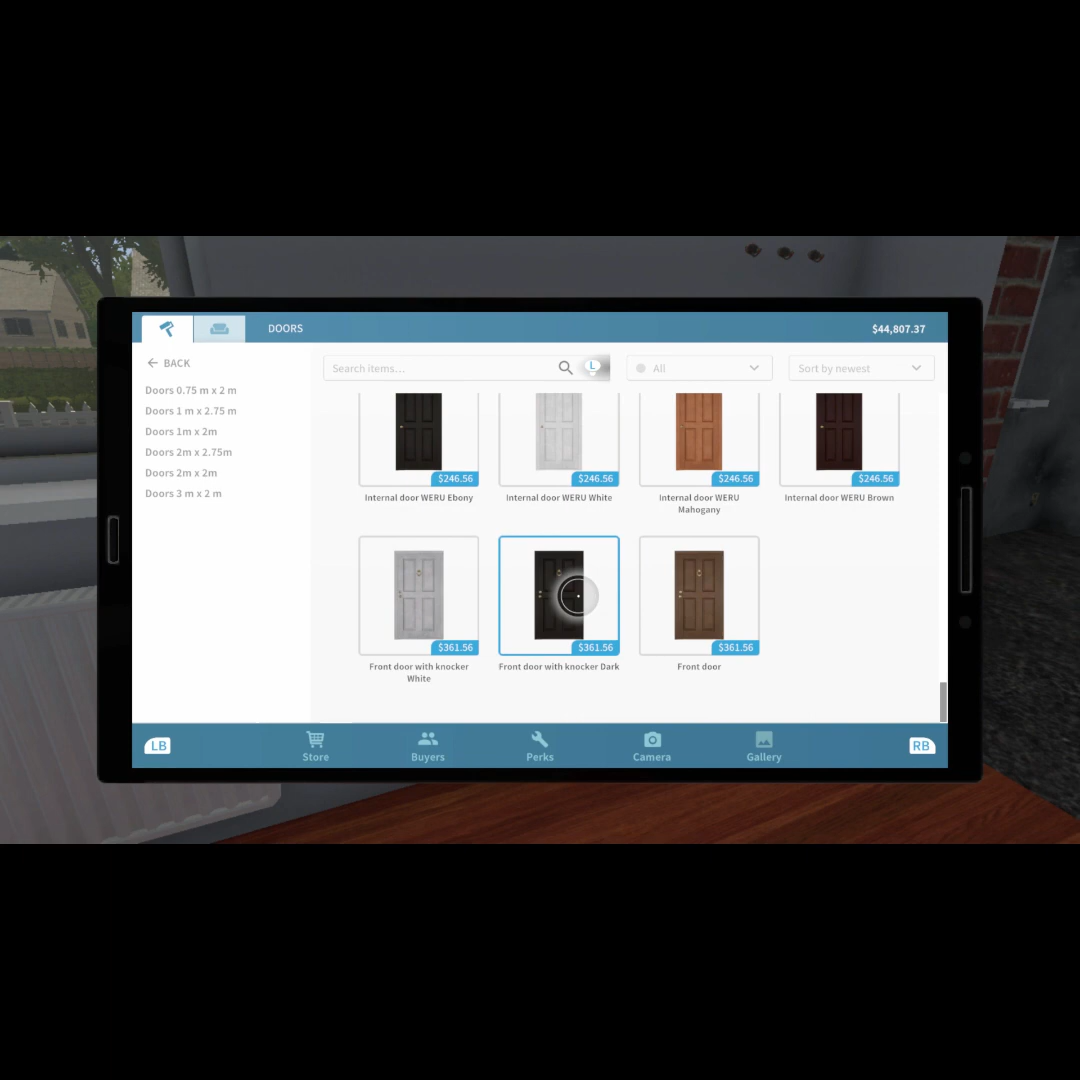 DOORS
$44,807.37
BACK
Search items...
L
All
Sort by newest
Doors 0.75 m x 2 m
Doors 1 m x 2.75 m
Doors 1m x 2m
Doors 2m x 2.75m
Doors 2m x 2m
Doors 3 m x 2 m
$246.56
$246.56
$246.56
$246.56
Internal door WERU Ebony
Internal door WERU White
Internal door WERU
Mahogany
Internal door WERU Brown
$361.56
$361.56
$361.56
Front door with knocker
White
Front door with knocker Dark
Front door
LB
Store
Buyers
Perks
Camera
Gallery
RB